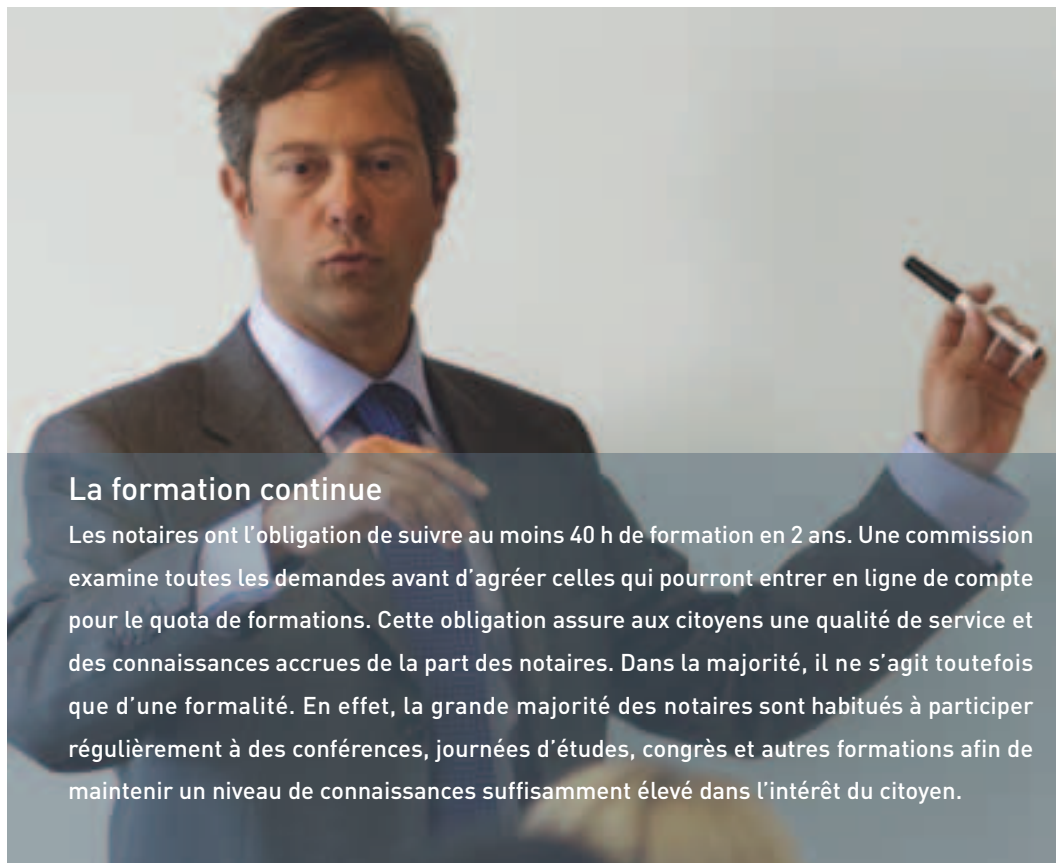 La formation continue
Les notaires ont l’obligation de suivre au moins 40 h de formation en 2 ans. Une commission
examine toutes les demandes avant d’agréer celles qui pourront entrer en ligne de compte
pour le quota de formations. Cette obligation assure aux citoyens une qualité de service et
des connaissances accrues de la part des notaires. Dans la majorité, il ne s’agit toutefois
que d’une formalité. En effet, la grande majorité des notaires sont habitués à participer
régulièrement à des conférences, journées d’études, congrès et autres formations afin de
maintenir un niveau de connaissances suffisamment élevé dans l’intérêt du citoyen.